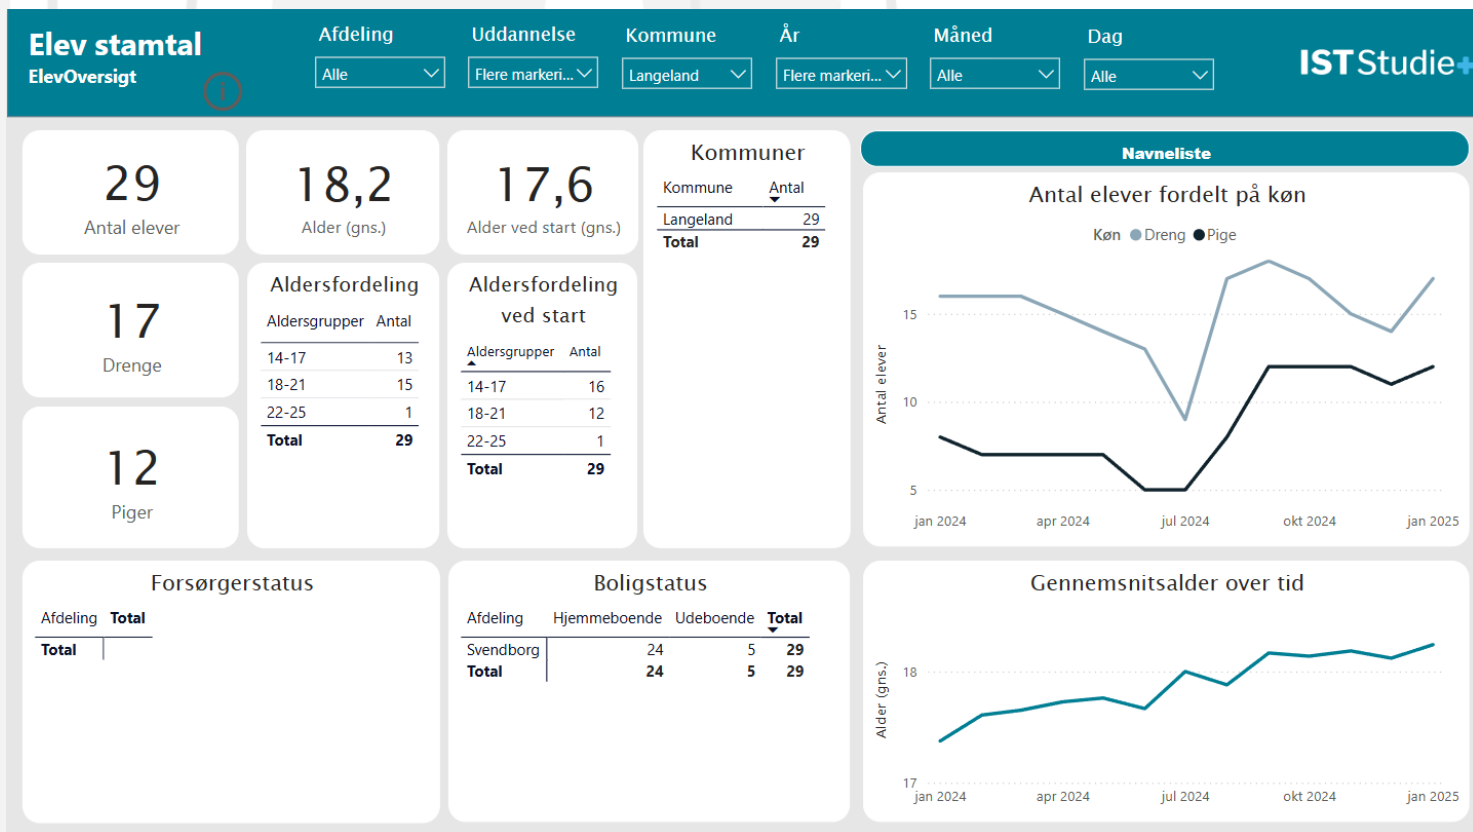 Elev stamtal
ElevOversigt
Afdeling
Alle
Uddannelse
Flere markeri...
Kommune
Langeland
År
Flere markeri...
Måned
Alle
Dag
Alle
IST Studie+
29
Antal elever
18,2
Alder (gns.)
17,6
Alder ved start (gns.)
17
Drenge
12
Piger
Aldersfordeling
Aldersgrupper Antal
14-17 13
18-21 15
22-25 1
Total 29
Aldersfordeling
ved start
Aldersgrupper Antal
14-17 16
18-21 12
22-25 1
Total 29
Kommuner
Kommune Antal
Langeland 29
Total 29
Navneliste
Antal elever fordelt på køn
Køn Dreng Pige
Antal elever
15
10
5
jan 2024 apr 2024 jul 2024 okt 2024 jan 2025
Forsørgerstatus
Afdeling Total
Total
Boligstatus
Afdeling Hjemmeboende Udeboende Total
Svendborg 24 5 29
Total 24 5 29
Gennemsnitsalder over tid
Alder (gns.)
18
17
jan 2024 apr 2024 jul 2024 okt 2024 jan 2025